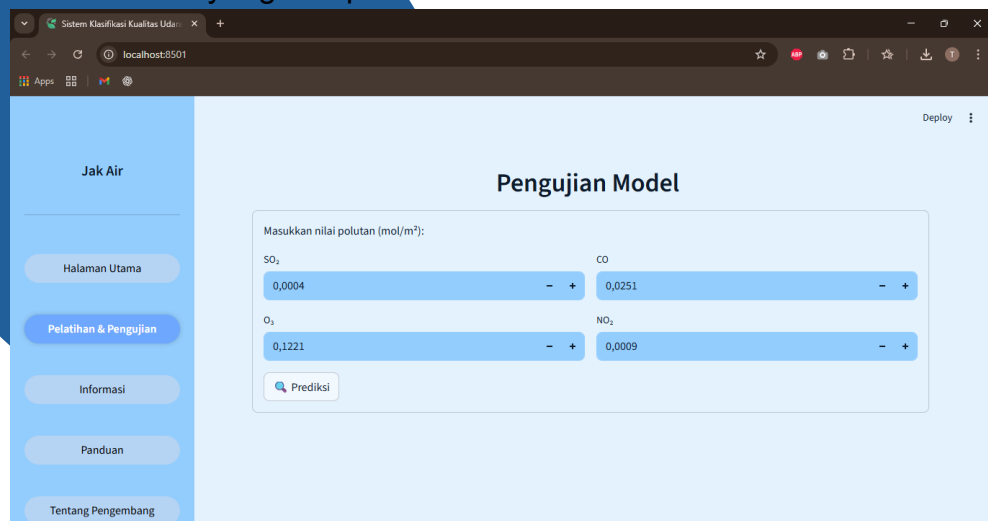 Sistem Klasifikasi Kualitas Udar
localhost:8501
ABP
T
Apps
Deploy
Jak Air
Halaman Utama
Pelatihan & Pengujian
Informasi
Panduan
Tentang Pengembang
Pengujian Model
Masukkan nilai polutan (mol/m²):
SO₂ CO
0,0004 - + 0,0251 - +
O₃ NO₂
0,1221 - + 0,0009 - +
Prediksi